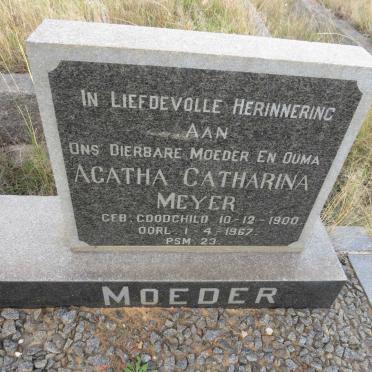 In Liefdevolle Herinnering
Aan
Ons Dierbare Moeder En Ouma
Agatha Catharina
Meyer
Geb. Goodchild 10-12-1900
Oorl. 1-4-1967
PSM 23
Moeder